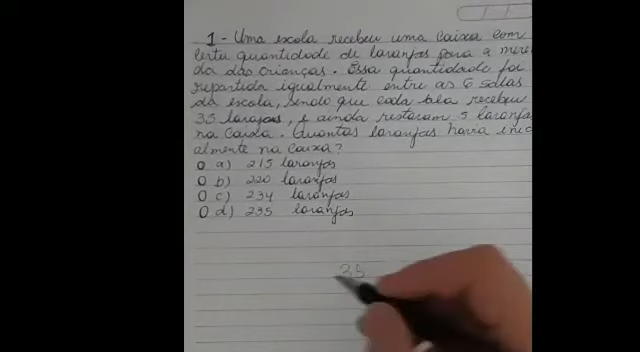 1 - Uma escola recebeu uma caixa com
certa quantidade de laranjas para a meren
da das crianças. Essa quantidade foi
repartida igualmente entre as 6 salas
da escola, sendo que cada sala recebeu
35 laranjas, e ainda restaram 5 laranjas
na caixa. Quantas laranjas havia inici
almente na caixa?
O a) 215 laranjas
O b) 220 laranjas
O c) 234 laranjas
O d) 235 laranjas
35